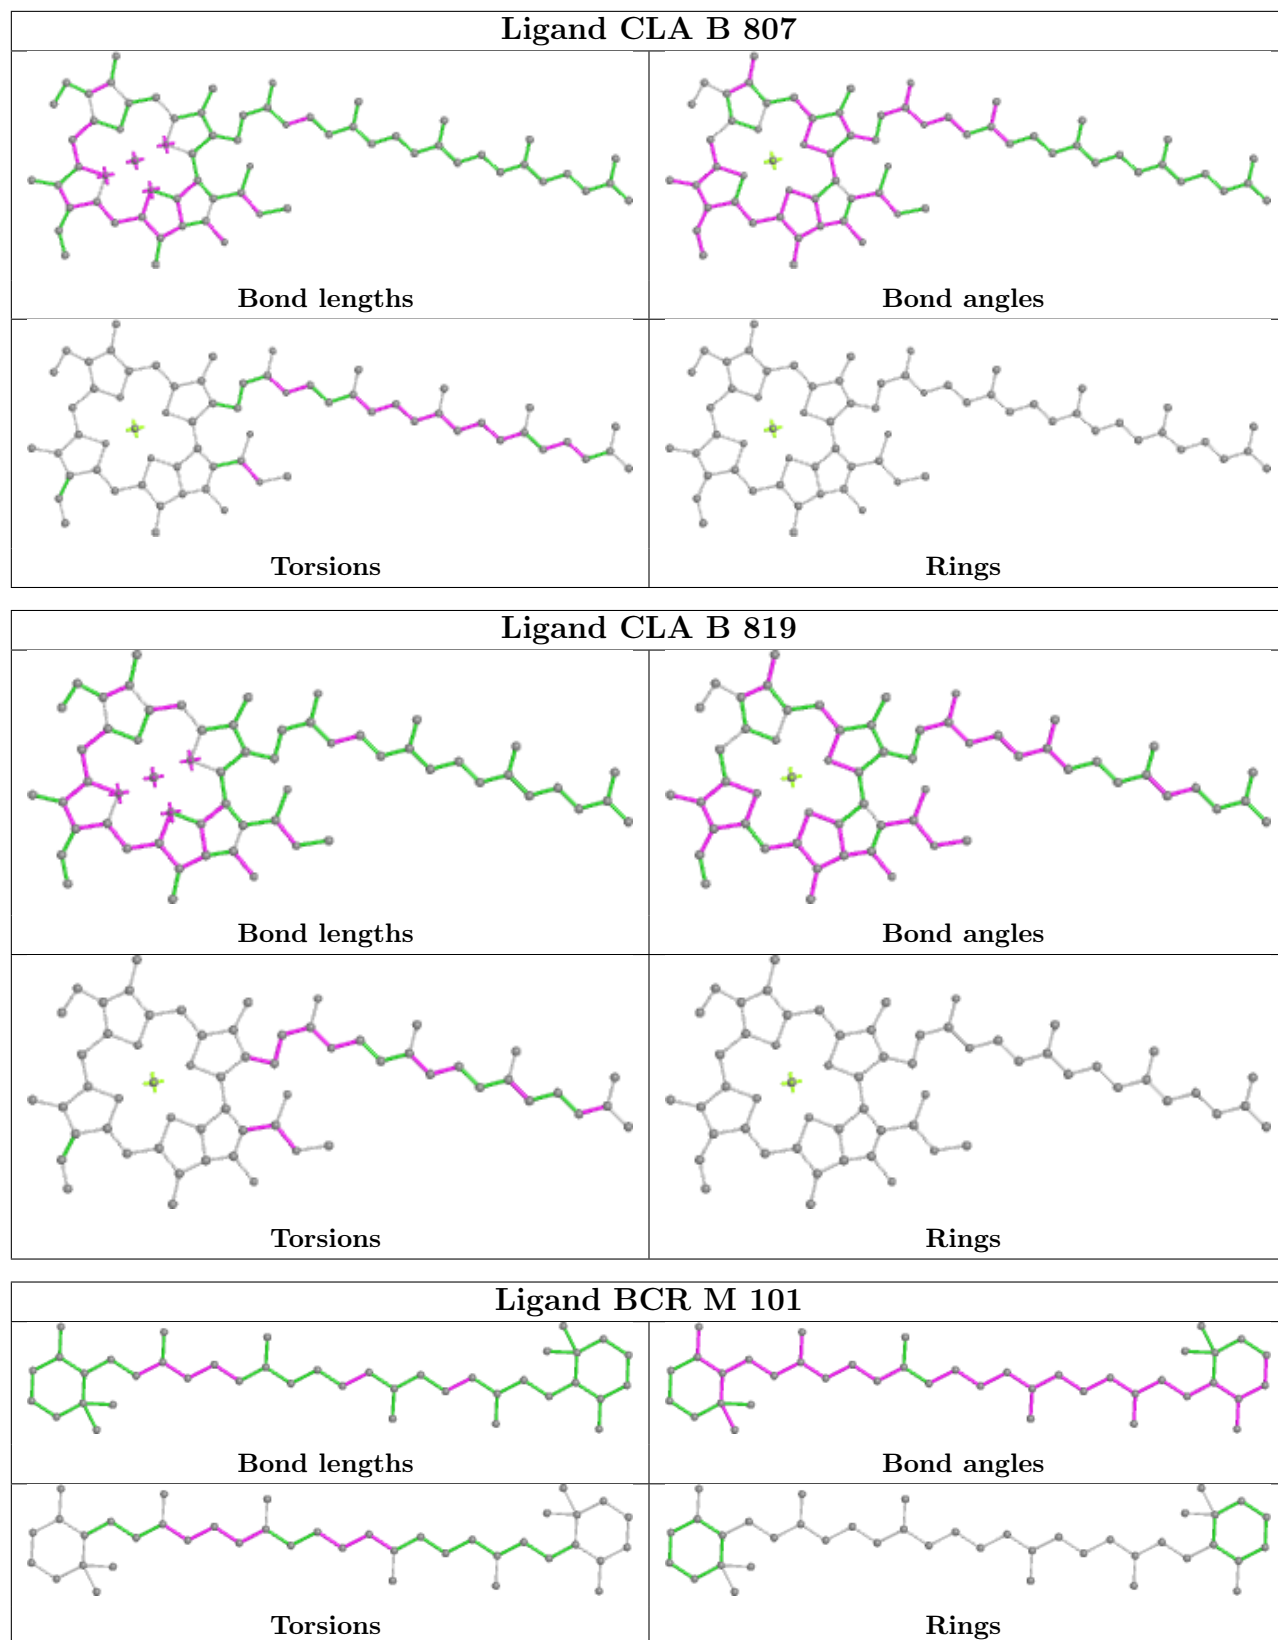 Ligand CLA B 807
Bond lengths
Bond angles
Torsions
Rings
Ligand CLA B 819
Bond lengths
Bond angles
Torsions
Rings
Ligand BCR M 101
Bond lengths
Bond angles
Torsions
Rings